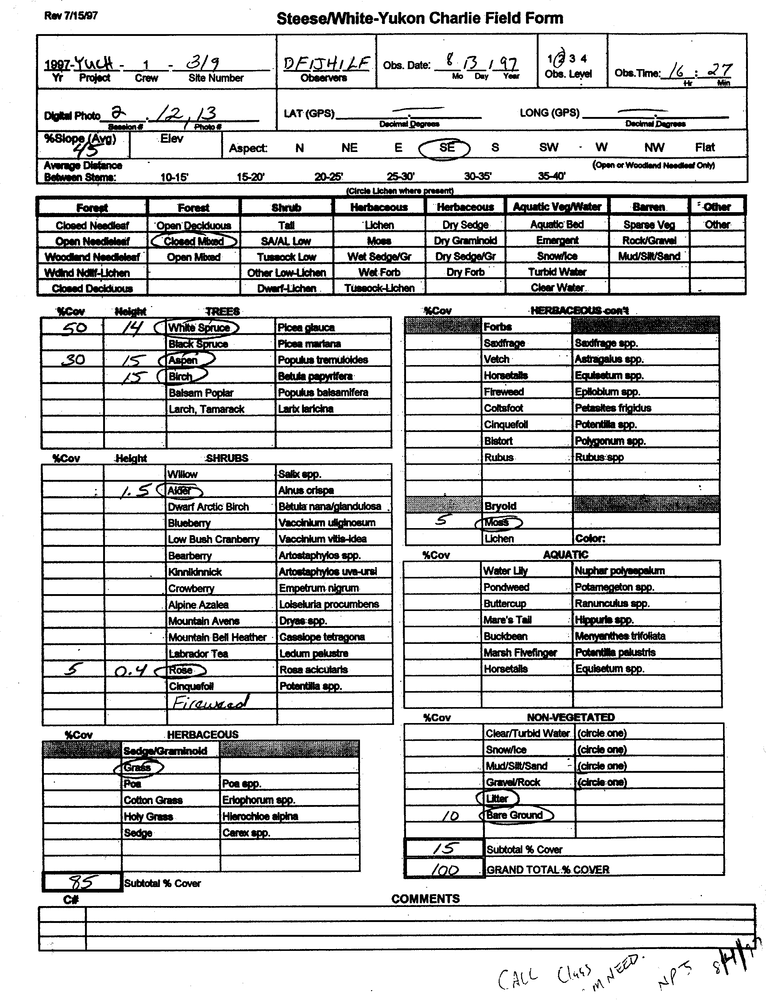 Rev 7/15/97
Steese/White-Yukon Charlie Field Form
1997-YUCH - 1 - 319
Yr Project Crew Site Number
DF/JH/LF
Observers
Obs. Date: 8 / 13 / 97
Mo Day Year
1 2 3 4
Obs. Level
Obs.Time: 16 : 27
Hr Min
Digital Photo 2 . 12, 13
Session # Photo #
LAT (GPS) .
Decimal Degrees
LONG (GPS) .
Decimal Degrees
%Slope (Avg) Elev
45
Aspect: N NE E SE S SW W NW Flat
Average Distance (Open or Woodland Needleaf Only)
Between Stems: 10-15' 15-20' 20-25' 25-30' 30-35' 35-40'
(Circle Lichen where present)
Forest Forest Shrub Herbaceous Herbaceous Aquatic Veg/Water Barren Other
Closed Needleaf Open Deciduous Tall Lichen Dry Sedge Aquatic Bed Sparse Veg Other
Open Needleleaf Closed Mixed SA/AL Low Moss Dry Graminoid Emergent Rock/Gravel
Woodland Needleleaf Open Mixed Tussock Low Wet Sedge/Gr Dry Sedge/Gr Snow/Ice Mud/Silt/Sand
Wdlnd Ndllf-Lichen Other Low-Lichen Wet Forb Dry Forb Turbid Water
Closed Deciduous Dwarf-Lichen Tussock-Lichen Clear Water
%Cov Height TREES
50 14 White Spruce Picea glauca
Black Spruce Picea mariana
30 15 Aspen Populus tremuloides
15 Birch Betula papyrifera
Balsam Poplar Populus balsamifera
Larch, Tamarack Larix laricina
%Cov Height SHRUBS
Willow Salix spp.
1.5 Alder Alnus crispa
Dwarf Arctic Birch Betula nana/glandulosa
Blueberry Vaccinium uliginosum
Low Bush Cranberry Vaccinium vitis-idea
Bearberry Artostaphylos spp.
Kinnikinnick Artostaphylos uva-ursi
Crowberry Empetrum nigrum
Alpine Azalea Loiseluria procumbens
Mountain Avens Dryas spp.
Mountain Bell Heather Cassiope tetragona
Labrador Tea Ledum palustre
5 0.4 Rose Rosa acicularis
Cinquefoil Potentilla spp.
Fireweed
%Cov HERBACEOUS
Sedge/Graminoid
Grass
Poa Poa spp.
Cotton Grass Eriophorum spp.
Holy Grass Hierochloe alpina
Sedge Carex spp.
85 Subtotal % Cover
%Cov HERBACEOUS con't
Forbs
Saxifrage Saxifrage spp.
Vetch Astragalus spp.
Horsetails Equisetum spp.
Fireweed Epilobium spp.
Coltsfoot Petasites frigidus
Cinquefoil Potentilla spp.
Bistort Polygonum spp.
Rubus Rubus spp
Bryoid
5 Moss
Lichen Color:
%Cov AQUATIC
Water Lily Nuphar polysepalum
Pondweed Potamegeton spp.
Buttercup Ranunculus spp.
Mare's Tail Hippuris spp.
Buckbean Menyanthes trifoliata
Marsh Fivefinger Potentilla palustris
Horsetails Equisetum spp.
%Cov NON-VEGETATED
Clear/Turbid Water (circle one)
Snow/Ice (circle one)
Mud/Silt/Sand (circle one)
Gravel/Rock (circle one)
Litter
10 Bare Ground
15 Subtotal % Cover
100 GRAND TOTAL % COVER
C# COMMENTS
CALL Class
NEED.